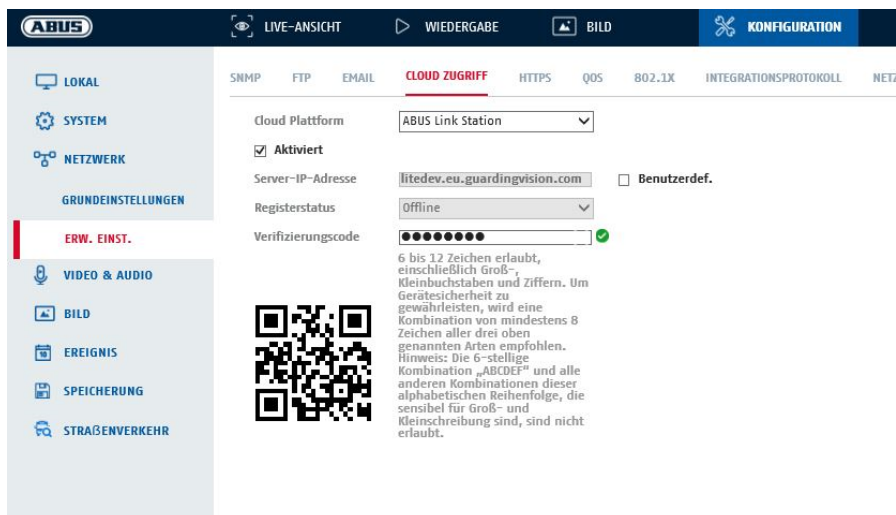 ABUS
LIVE-ANSICHT WIEDERGABE BILD KONFIGURATION
LOKAL
SYSTEM
NETZWERK
GRUNDEINSTELLUNGEN
ERW. EINST.
VIDEO & AUDIO
BILD
EREIGNIS
SPEICHERUNG
STRAßENVERKEHR
SNMP FTP EMAIL CLOUD ZUGRIFF HTTPS QOS 802.1X INTEGRATIONSPROTOKOLL NETZ
Cloud Plattform ABUS Link Station
Aktiviert
Server-IP-Adresse litedev.eu.guardingvision.com Benutzerdef.
Registerstatus Offline
Verifizierungscode ●●●●●●●●
6 bis 12 Zeichen erlaubt,
einschließlich Groß-,
Kleinbuchstaben und Ziffern. Um
Gerätesicherheit zu
gewährleisten, wird eine
Kombination von mindestens 8
Zeichen aller drei oben
genannten Arten empfohlen.
Hinweis: Die 6-stellige
Kombination „ABCDEF“ und alle
anderen Kombinationen dieser
alphabetischen Reihenfolge, die
sensibel für Groß- und
Kleinschreibung sind, sind nicht
erlaubt.